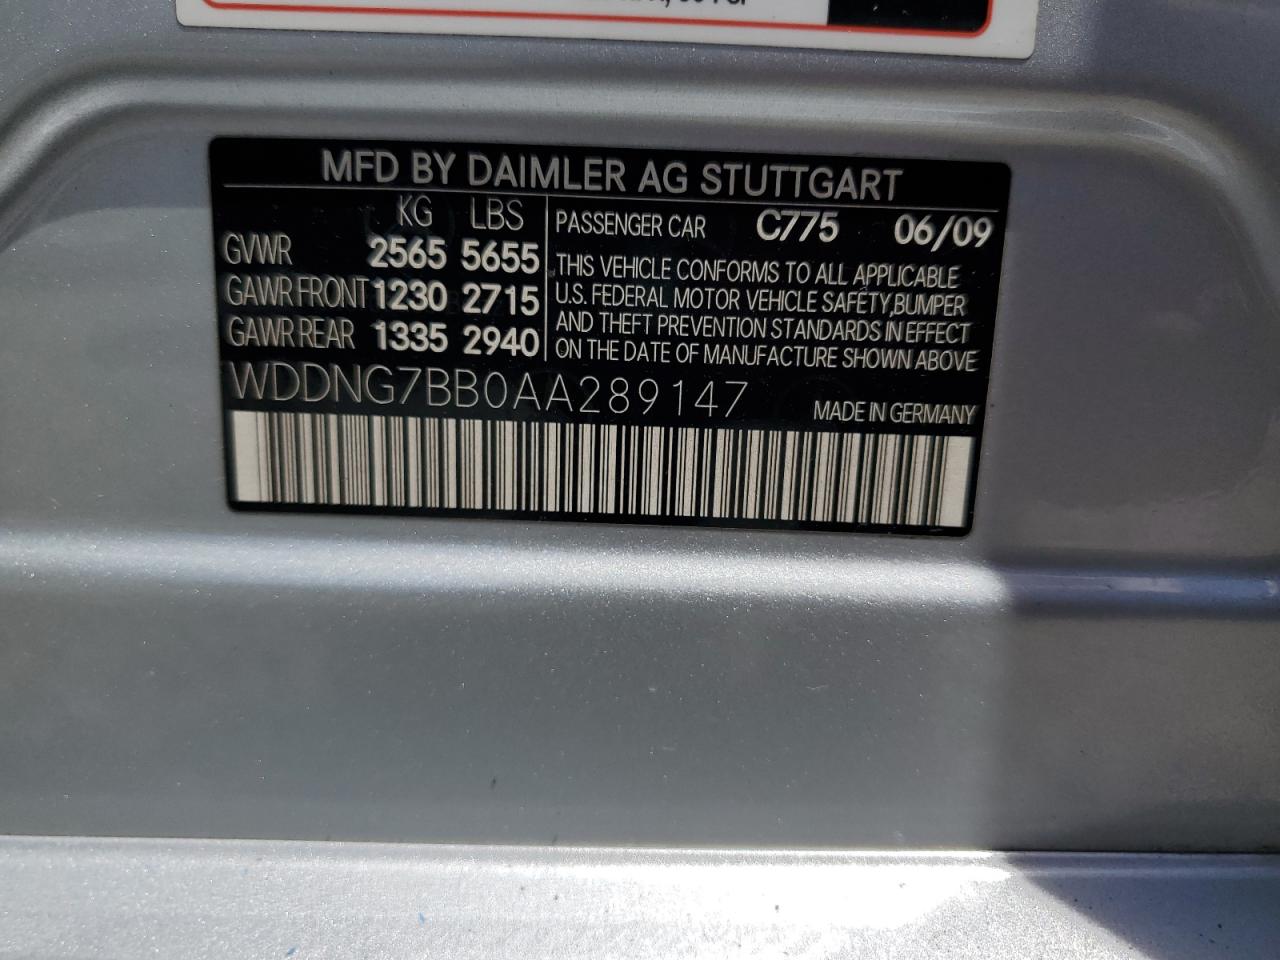 MFD BY DAIMLER AG STUTTGART
KG LBS
GVWR 2565 5655
GAWR FRONT 1230 2715
GAWR REAR 1335 2940
PASSENGER CAR C775 06/09
THIS VEHICLE CONFORMS TO ALL APPLICABLE
U.S. FEDERAL MOTOR VEHICLE SAFETY,BUMPER
AND THEFT PREVENTION STANDARDS IN EFFECT
ON THE DATE OF MANUFACTURE SHOWN ABOVE
WDDNG7BB0AA289147
MADE IN GERMANY